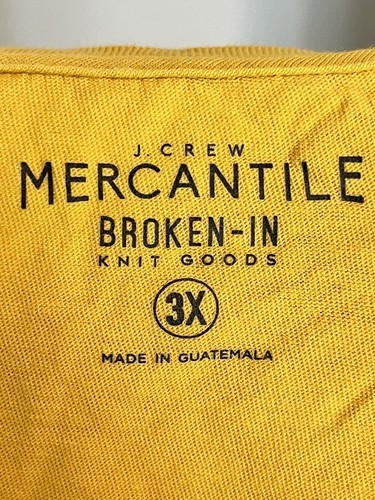 J.CREW
MERCANTILE
BROKEN-IN
KNIT GOODS
3X
MADE IN GUATEMALA